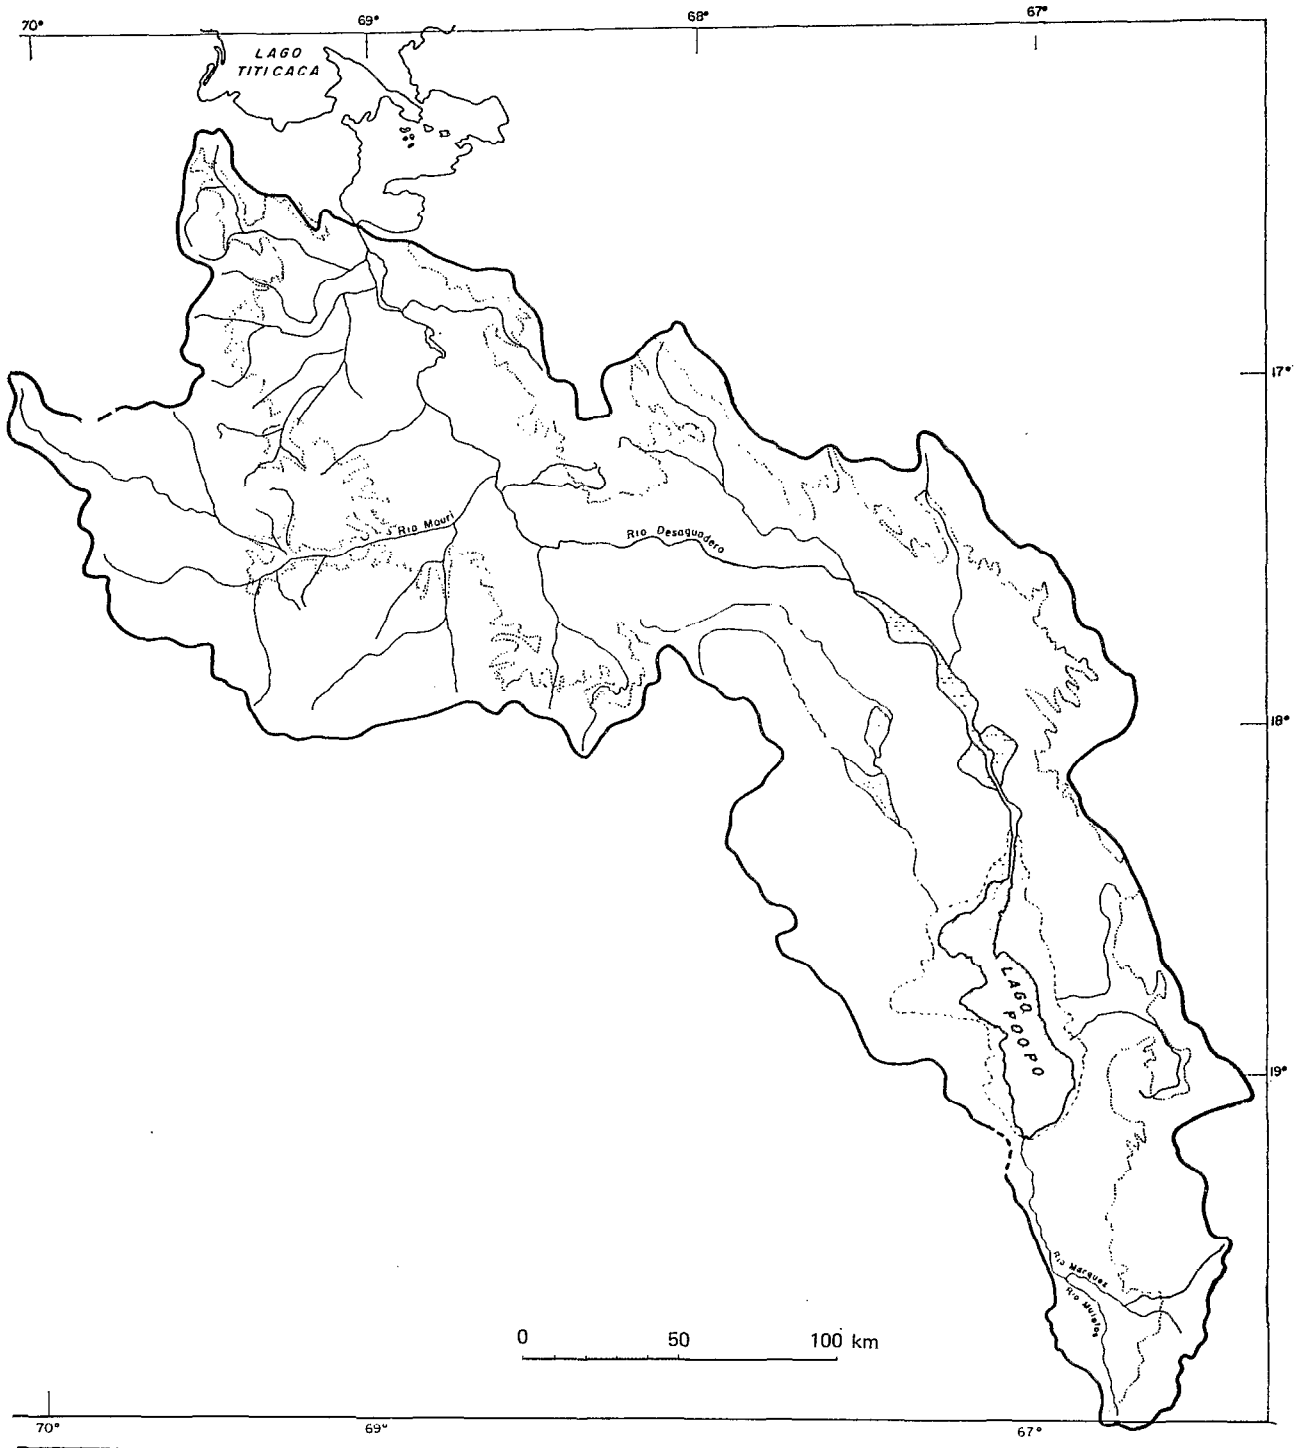 70° 69° 68° 67°
LAGO
TITICACA
17°
Rio Mauri
Rio Desaguadero
18°
LAGO
POOPO
19°
Rio Marquez
Rio Mulatos
0 50 100 km
70° 69° 67°